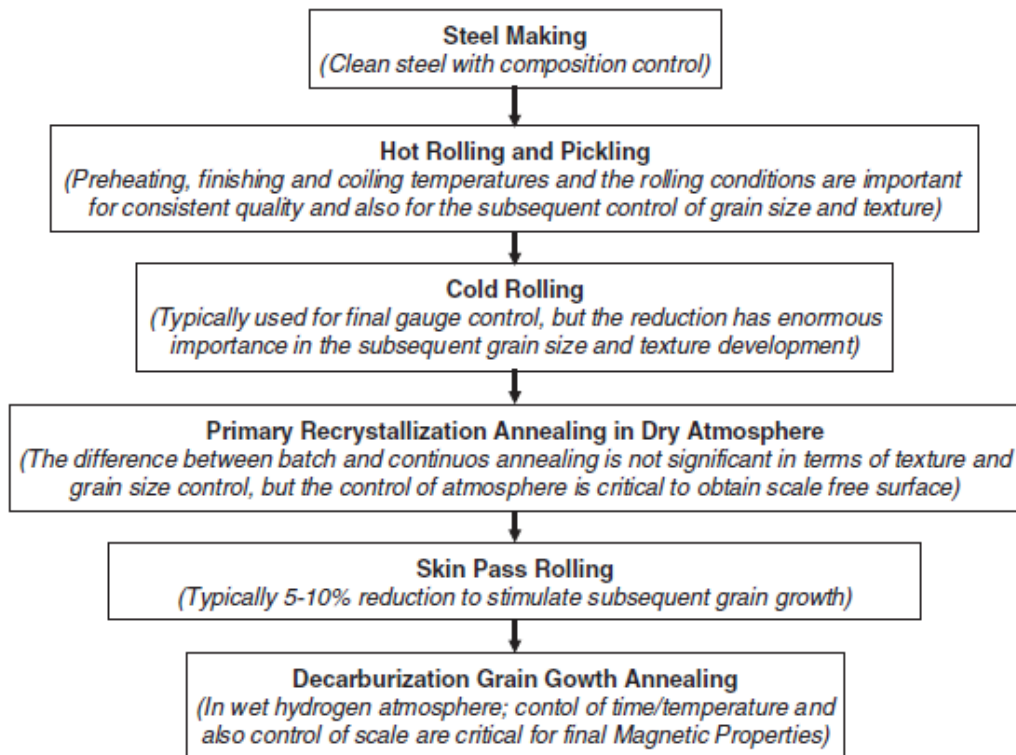 Steel Making
(Clean steel with composition control)
Hot Rolling and Pickling
(Preheating, finishing and coiling temperatures and the rolling conditions are important
for consistent quality and also for the subsequent control of grain size and texture)
Cold Rolling
(Typically used for final gauge control, but the reduction has enormous
importance in the subsequent grain size and texture development)
Primary Recrystallization Annealing in Dry Atmosphere
(The difference between batch and continuos annealing is not significant in terms of texture and
grain size control, but the control of atmosphere is critical to obtain scale free surface)
Skin Pass Rolling
(Typically 5-10% reduction to stimulate subsequent grain growth)
Decarburization Grain Gowth Annealing
(In wet hydrogen atmosphere; contol of time/temperature and
also control of scale are critical for final Magnetic Properties)